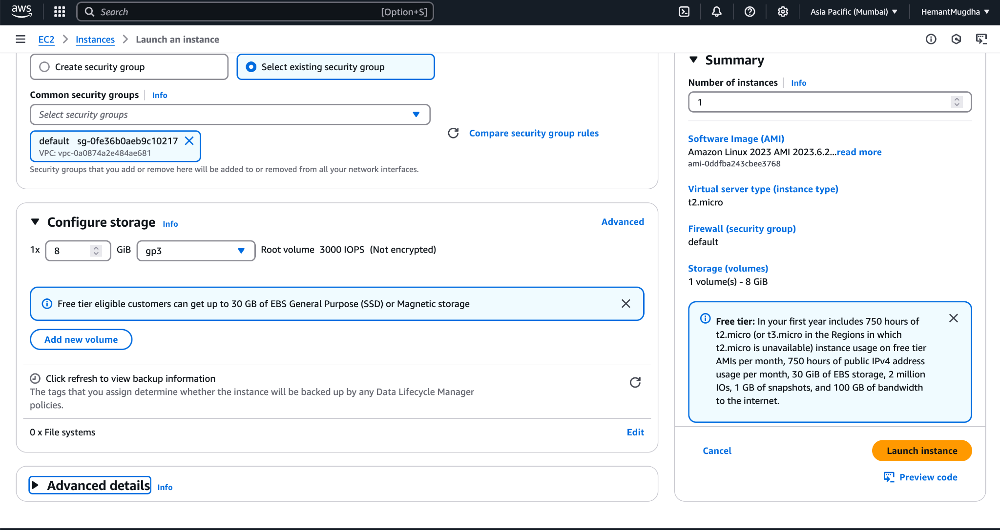 aws
Search [Option+S]
Asia Pacific (Mumbai)
HemantMugdha
EC2 > Instances > Launch an instance
Create security group
Select existing security group
Common security groups | Info
Select security groups
default sg-0fe36b0aeb9c10217
VPC: vpc-0a0874a2e484ae681
Compare security group rules
Security groups that you add or remove here will be added to or removed from all your network interfaces.
Configure storage Info
Advanced
1x 8 GiB gp3 Root volume 3000 IOPS (Not encrypted)
Free tier eligible customers can get up to 30 GB of EBS General Purpose (SSD) or Magnetic storage
Add new volume
Click refresh to view backup information
The tags that you assign determine whether the instance will be backed up by any Data Lifecycle Manager
policies.
0 x File systems
Edit
Advanced details Info
Summary
Number of instances | Info
1
Software Image (AMI)
Amazon Linux 2023 AMI 2023.6.2...read more
ami-0ddfba243cbee3768
Virtual server type (instance type)
t2.micro
Firewall (security group)
default
Storage (volumes)
1 volume(s) - 8 GiB
Free tier: In your first year includes 750 hours of
t2.micro (or t3.micro in the Regions in which
t2.micro is unavailable) instance usage on free tier
AMIs per month, 750 hours of public IPv4 address
usage per month, 30 GiB of EBS storage, 2 million
IOs, 1 GB of snapshots, and 100 GB of bandwidth
to the internet.
Cancel
Launch instance
Preview code